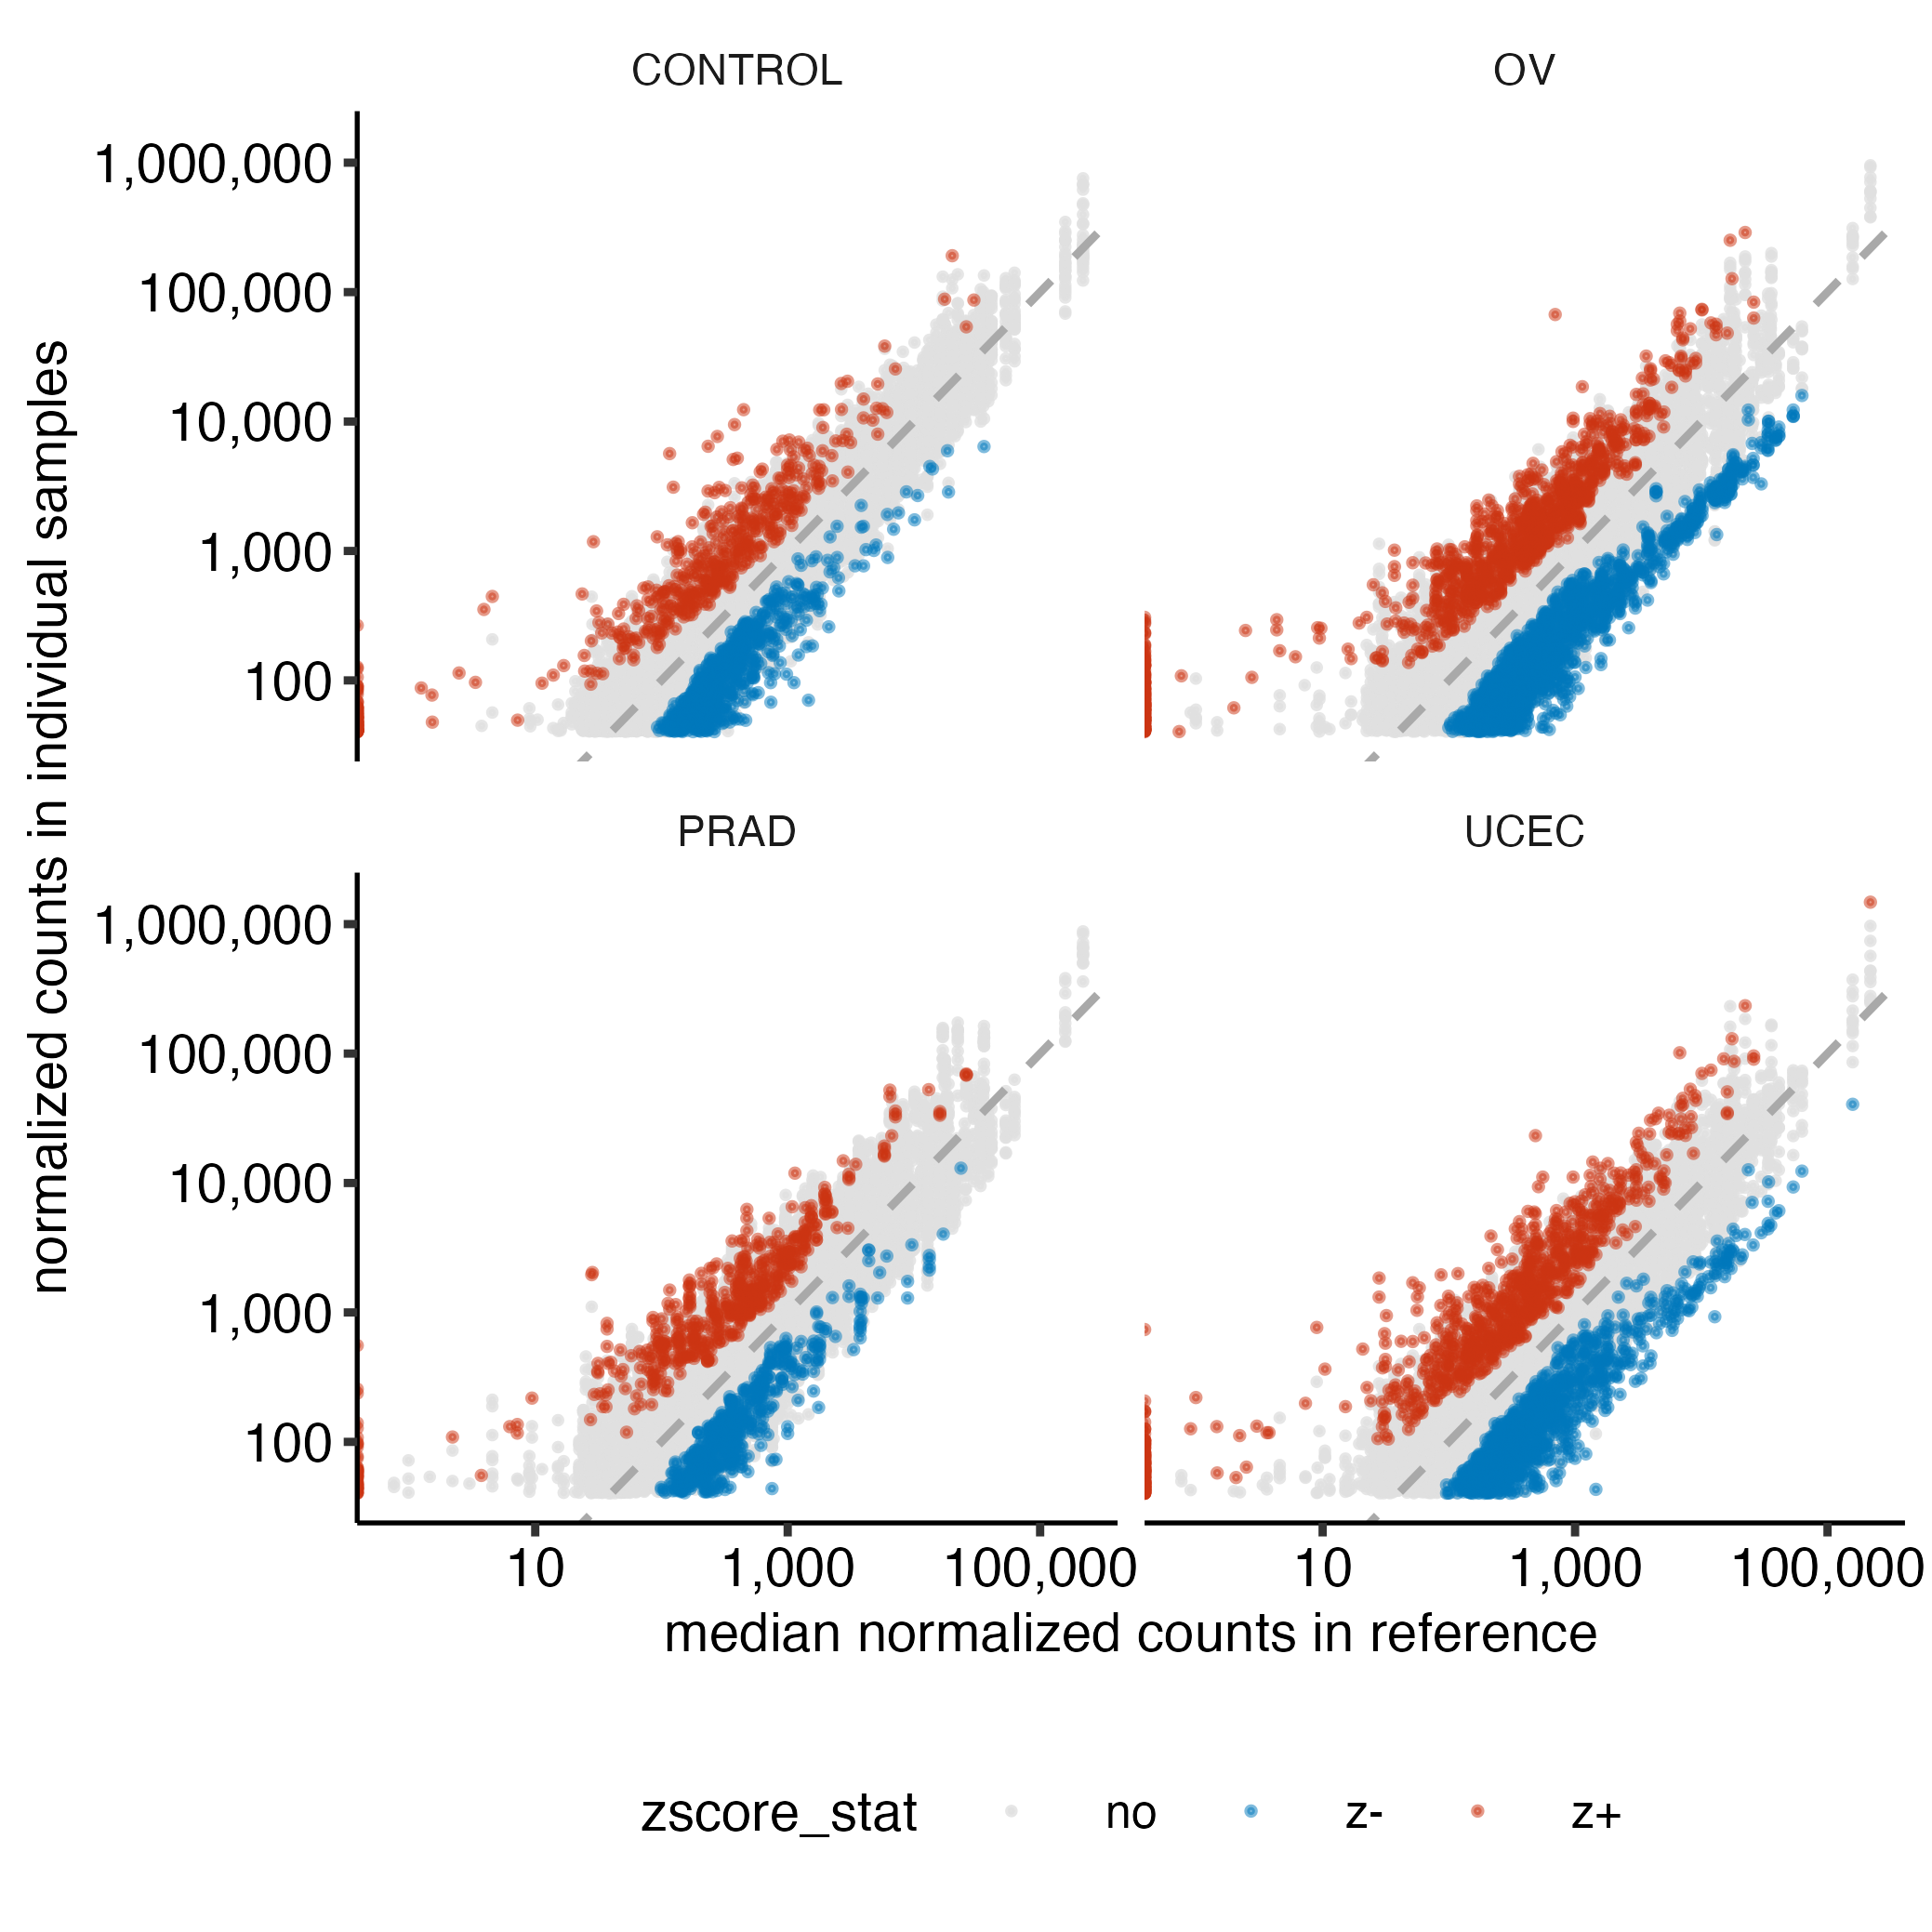 CONTROL OV
1,000,000
100,000
10,000
1,000
100
normalized counts in individual samples
PRAD UCEC
1,000,000
100,000
10,000
1,000
100
10 1,000 100,000 10 1,000 100,000
median normalized counts in reference
zscore_stat no z- z+